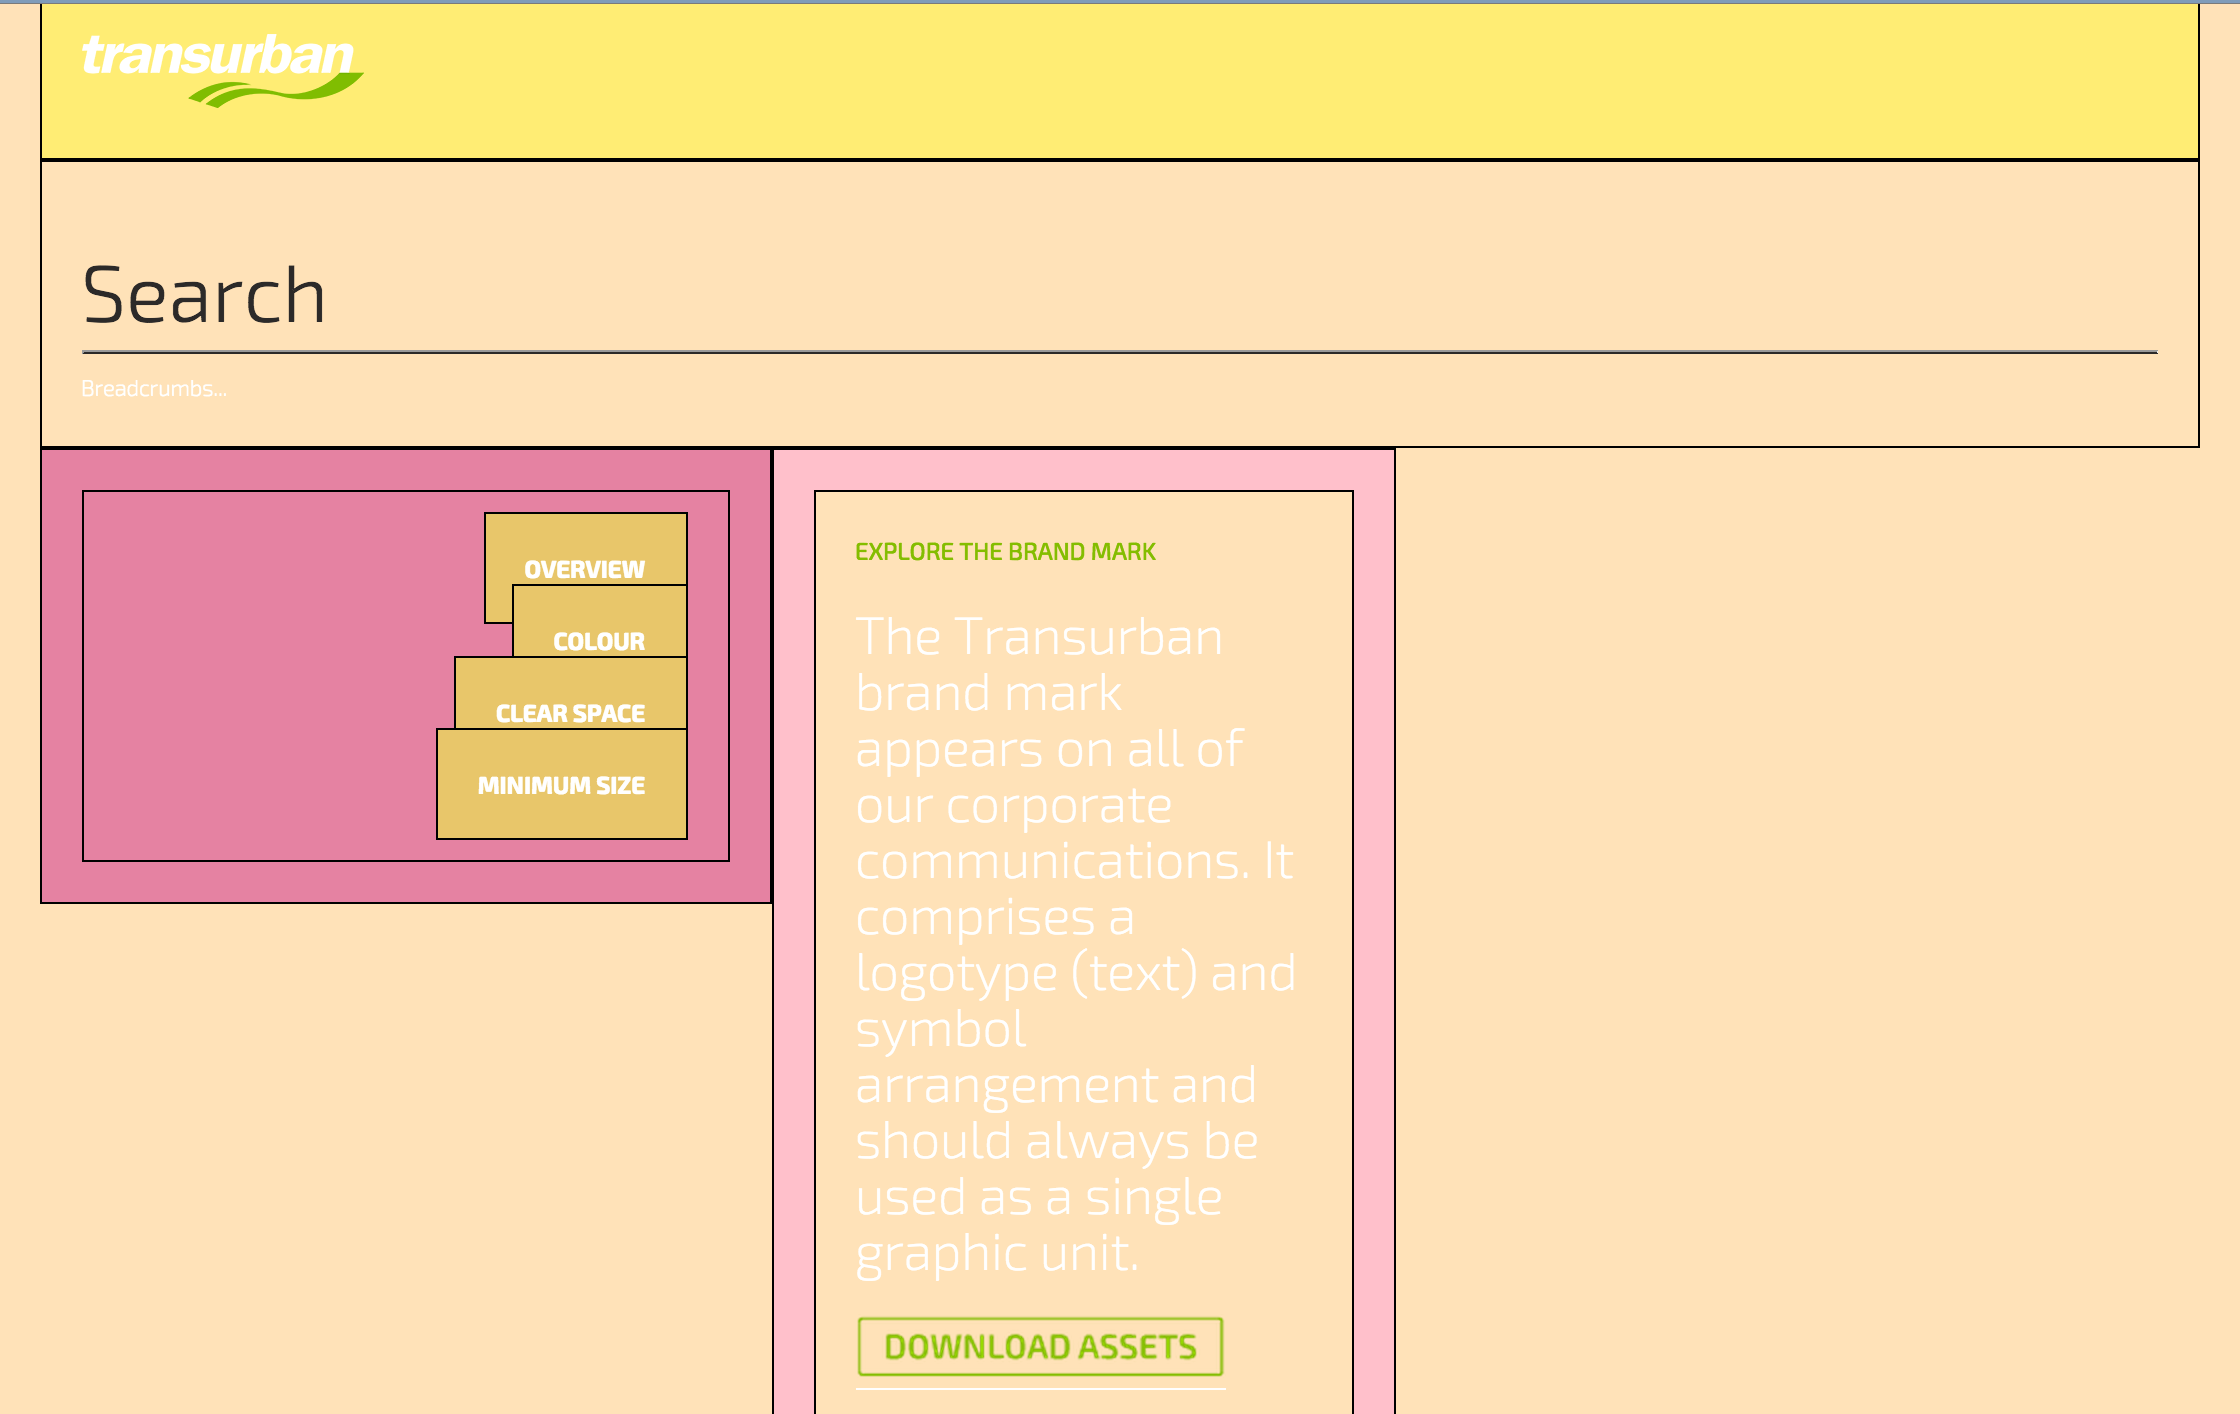 transurban
Search
Breadcrumbs...
OVERVIEW
COLOUR
CLEAR SPACE
MINIMUM SIZE
EXPLORE THE BRAND MARK
The Transurban
brand mark
appears on all of
our corporate
communications. It
comprises a
logotype (text) and
symbol
arrangement and
should always be
used as a single
graphic unit.
DOWNLOAD ASSETS